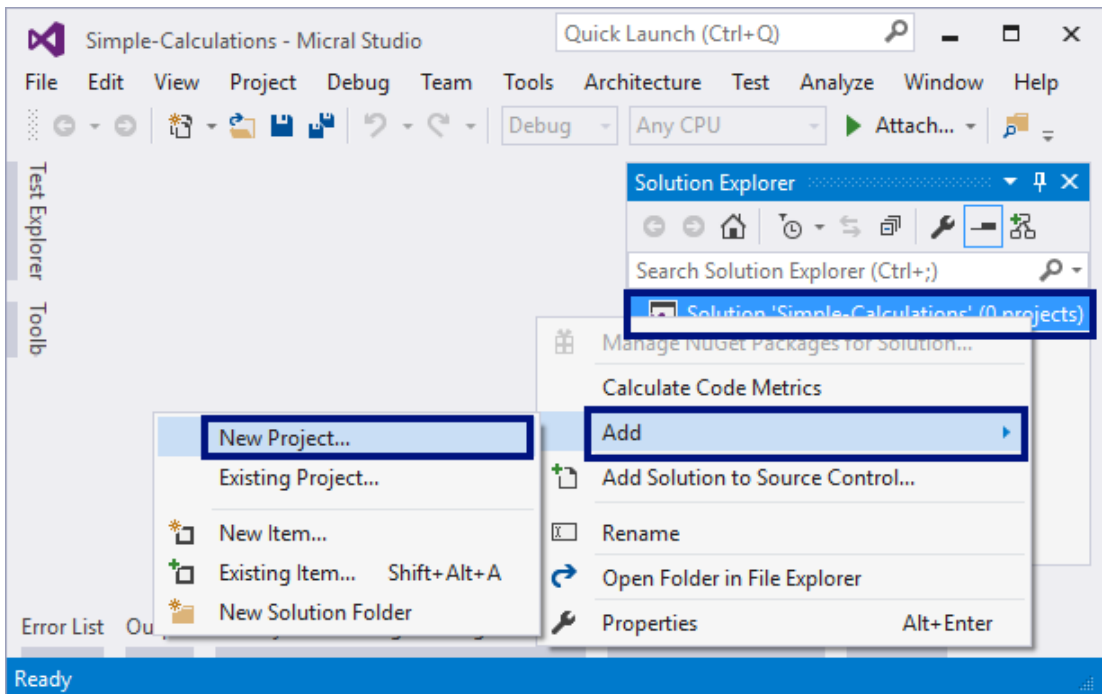 Simple-Calculations - Micral Studio
Quick Launch (Ctrl+Q)
File Edit View Project Debug Team Tools Architecture Test Analyze Window Help
Debug Any CPU Attach...
Test Explorer
Toolb
Solution Explorer
Search Solution Explorer (Ctrl+;)
Solution 'Simple-Calculations' (0 projects)
Manage NuGet Packages for Solution...
Calculate Code Metrics
Add
Add Solution to Source Control...
Rename
Open Folder in File Explorer
Properties Alt+Enter
New Project...
Existing Project...
New Item...
Existing Item... Shift+Alt+A
New Solution Folder
Error List Ou
Ready